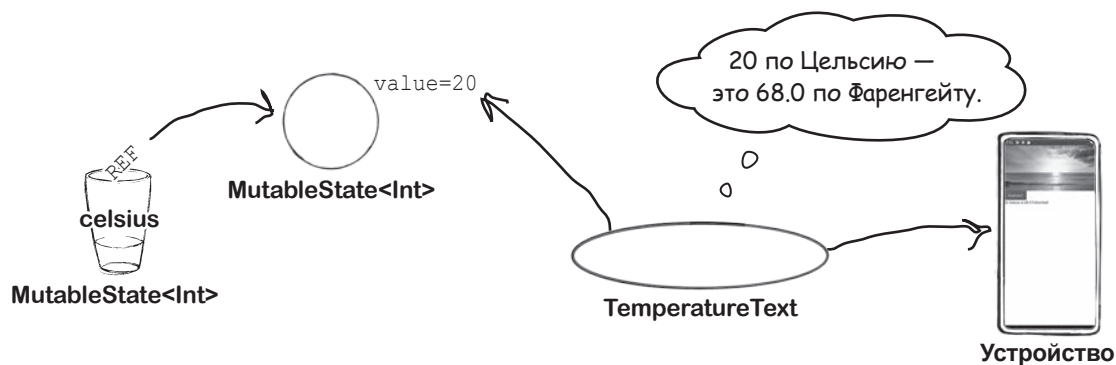 20 по Цельсию —
это 68.0 по Фаренгейту.
value=20
REF
MutableState<Int>
celsius
MutableState<Int>
TemperatureText
Устройство